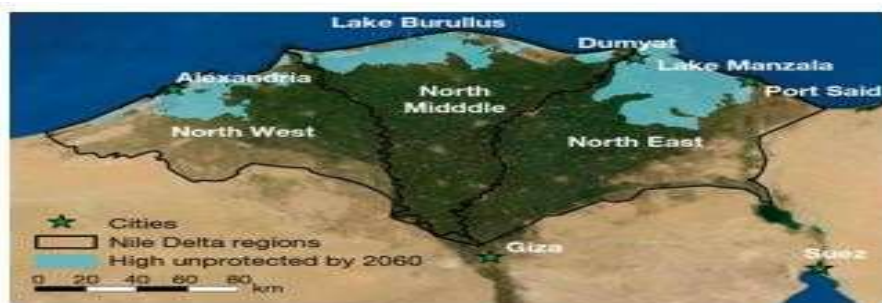 Lake Burullus
Dumyat
Lake Manzala
Alexandria
Port Said
North
Midddle
North West
North East
Cities
Nile Delta regions
High unprotected by 2060
Giza
Suez
0 20 40 60 80
km